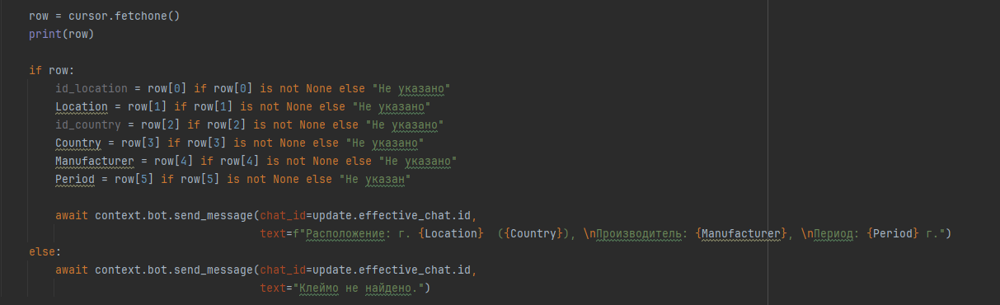 row = cursor.fetchone()
print(row)
if row:
id_location = row[0] if row[0] is not None else "Не указано"
Location = row[1] if row[1] is not None else "Не указано"
id_country = row[2] if row[2] is not None else "Не указано"
Country = row[3] if row[3] is not None else "Не указано"
Manufacturer = row[4] if row[4] is not None else "Не указано"
Period = row[5] if row[5] is not None else "Не указан"
await context.bot.send_message(chat_id=update.effective_chat.id,
text=f"Расположение: г. {Location}  ({Country}), \nПроизводитель: {Manufacturer}, \nПериод: {Period} г.")
else:
await context.bot.send_message(chat_id=update.effective_chat.id,
text="Клеймо не найдено.")